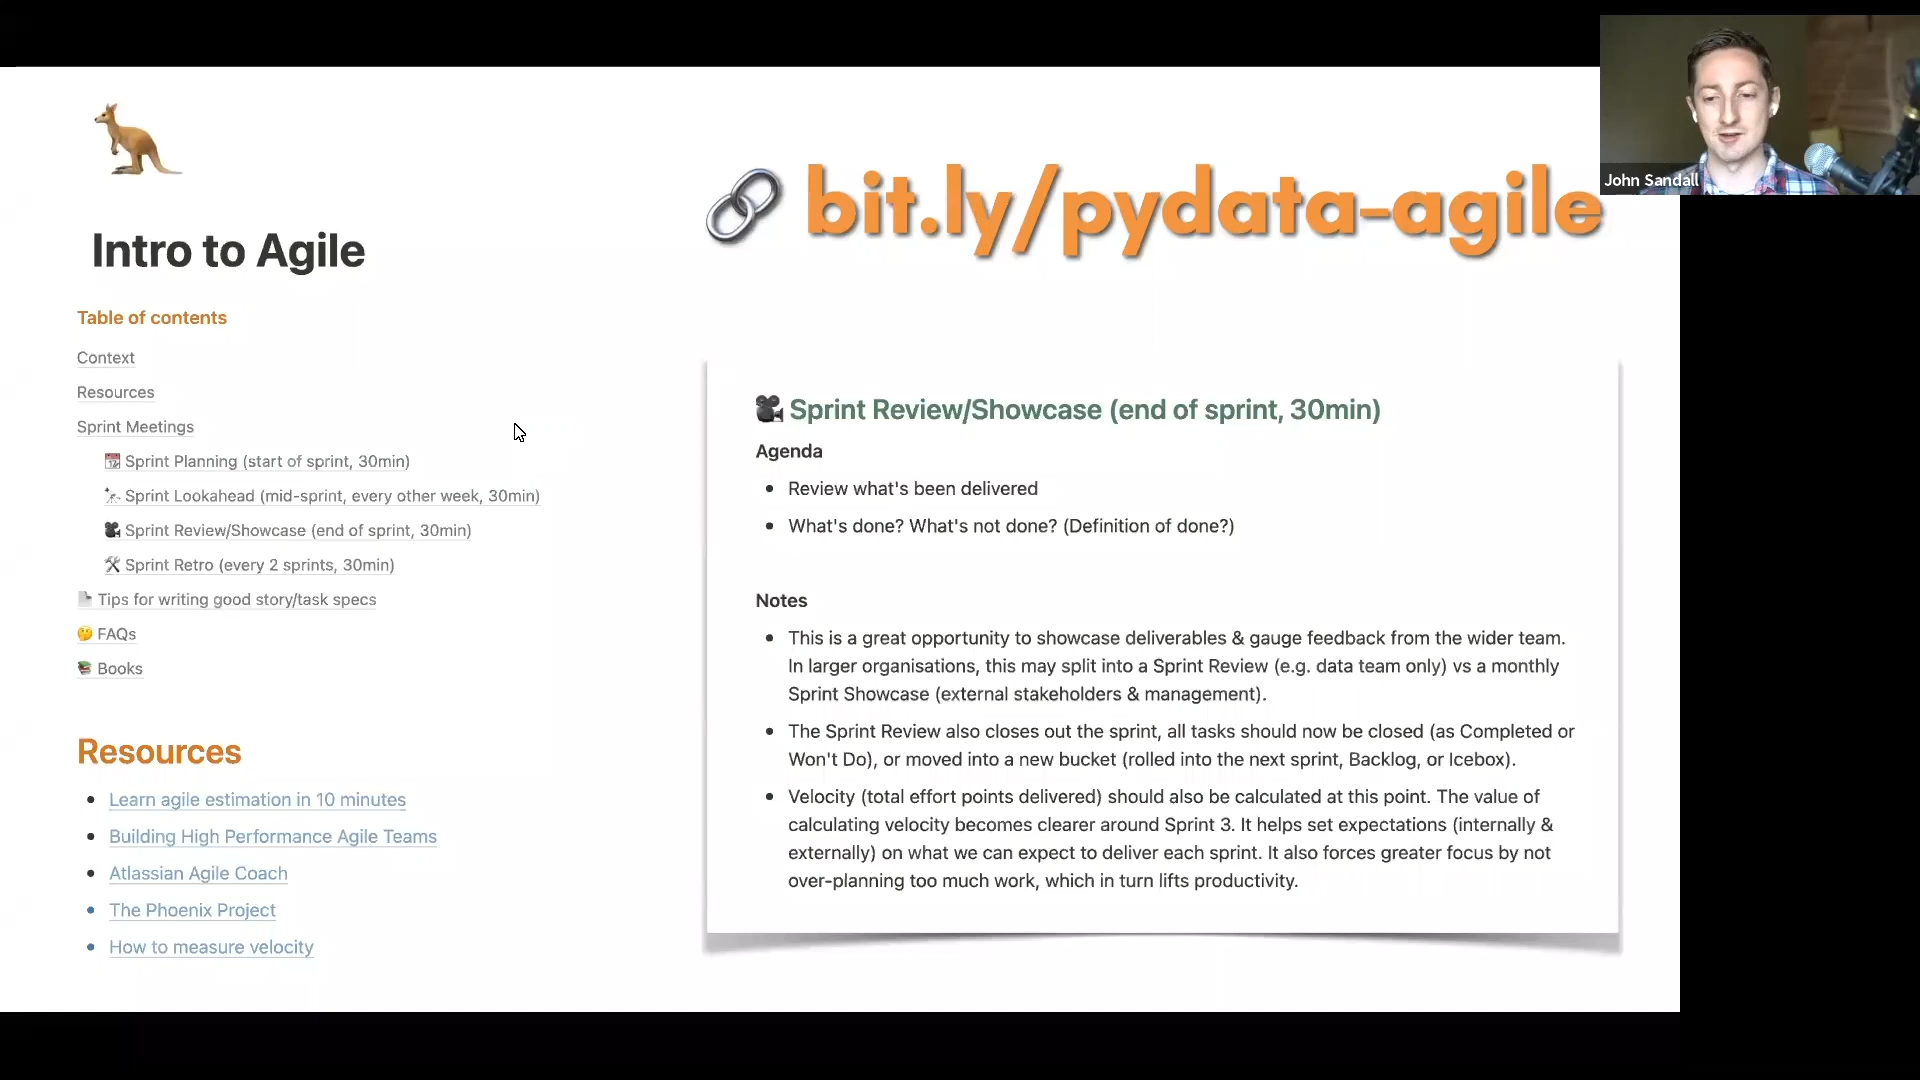 bit.ly/pydata-agile
John Sandall
Intro to Agile
Table of contents
Context
Resources
Sprint Meetings
Sprint Planning (start of sprint, 30min)
Sprint Lookahead (mid-sprint, every other week, 30min)
Sprint Review/Showcase (end of sprint, 30min)
Sprint Retro (every 2 sprints, 30min)
Tips for writing good story/task specs
FAQs
Books
Resources
Learn agile estimation in 10 minutes
Building High Performance Agile Teams
Atlassian Agile Coach
The Phoenix Project
How to measure velocity
Sprint Review/Showcase (end of sprint, 30min)
Agenda
Review what's been delivered
What's done? What's not done? (Definition of done?)
Notes
This is a great opportunity to showcase deliverables & gauge feedback from the wider team.
In larger organisations, this may split into a Sprint Review (e.g. data team only) vs a monthly
Sprint Showcase (external stakeholders & management).
The Sprint Review also closes out the sprint, all tasks should now be closed (as Completed or
Won't Do), or moved into a new bucket (rolled into the next sprint, Backlog, or Icebox).
Velocity (total effort points delivered) should also be calculated at this point. The value of
calculating velocity becomes clearer around Sprint 3. It helps set expectations (internally &
externally) on what we can expect to deliver each sprint. It also forces greater focus by not
over-planning too much work, which in turn lifts productivity.